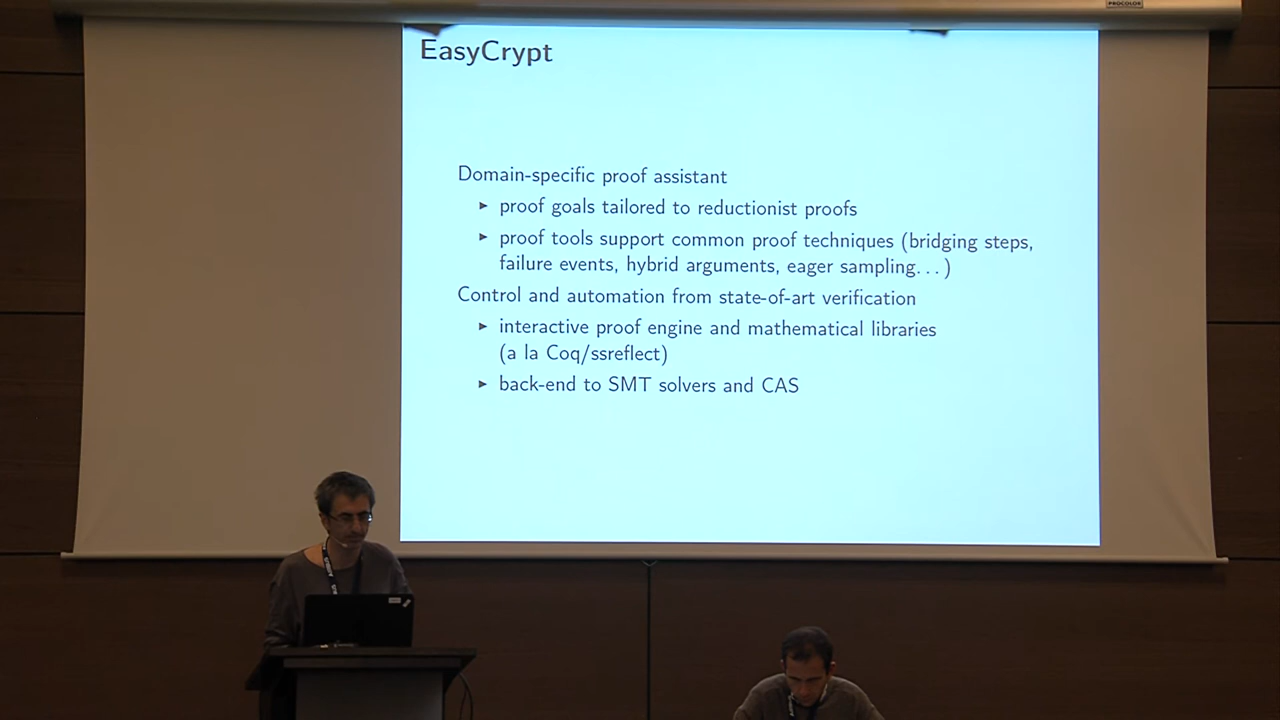 PROCOLOR
EasyCrypt
Domain-specific proof assistant
▶ proof goals tailored to reductionist proofs
▶ proof tools support common proof techniques (bridging steps,
failure events, hybrid arguments, eager sampling...)
Control and automation from state-of-art verification
▶ interactive proof engine and mathematical libraries
(a la Coq/ssreflect)
▶ back-end to SMT solvers and CAS